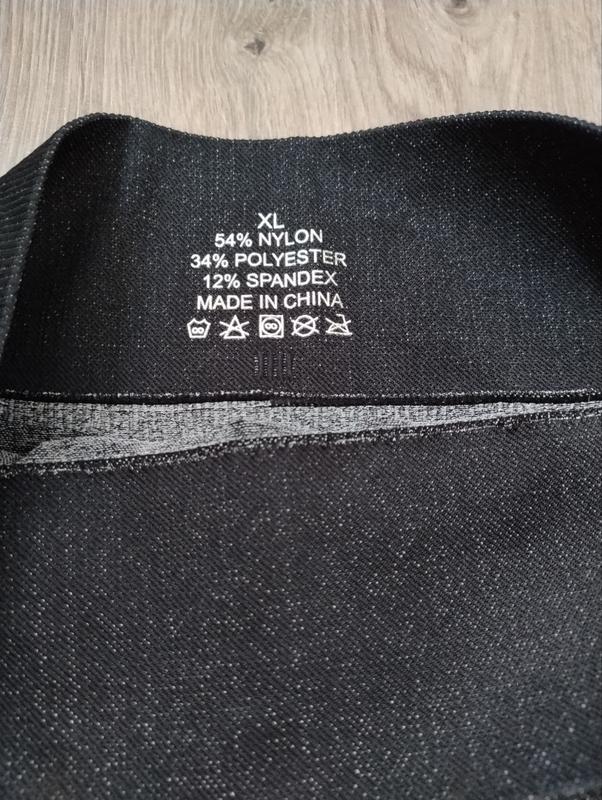 XL
54% NYLON
34% POLYESTER
12% SPANDEX
MADE IN CHINA